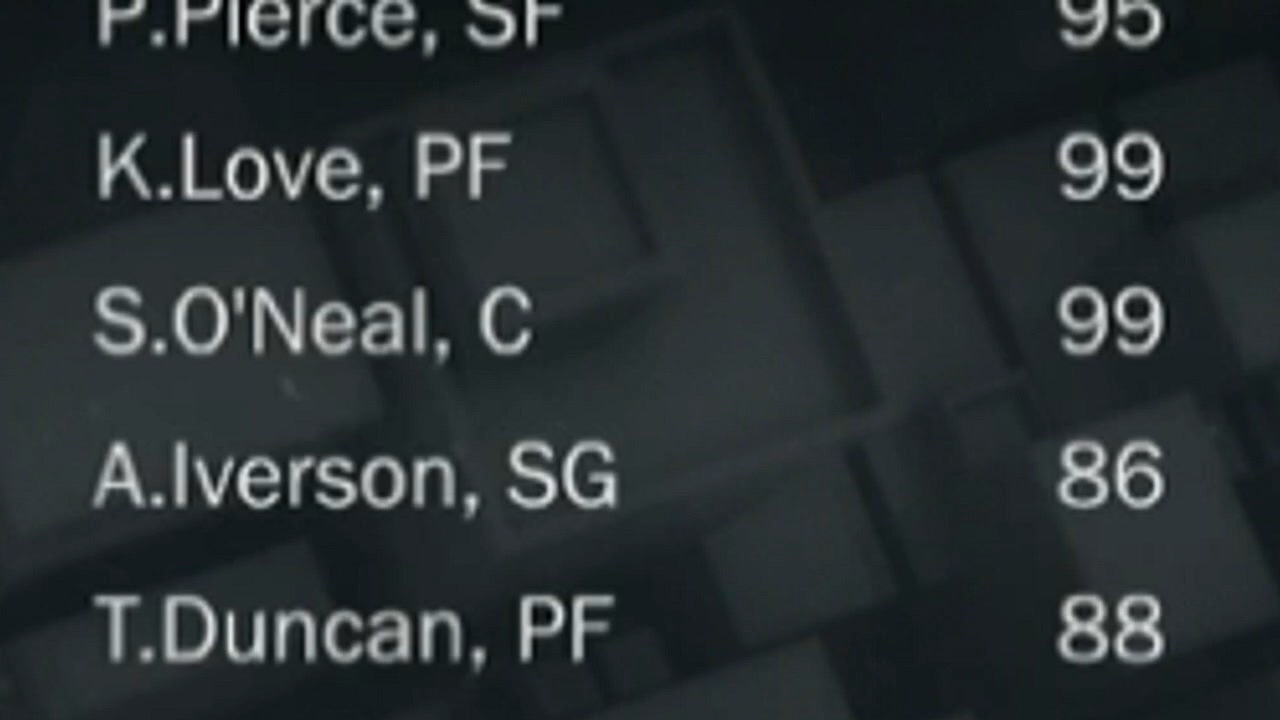 P.Pierce, SF 95
K.Love, PF 99
S.O'Neal, C 99
A.Iverson, SG 86
T.Duncan, PF 88